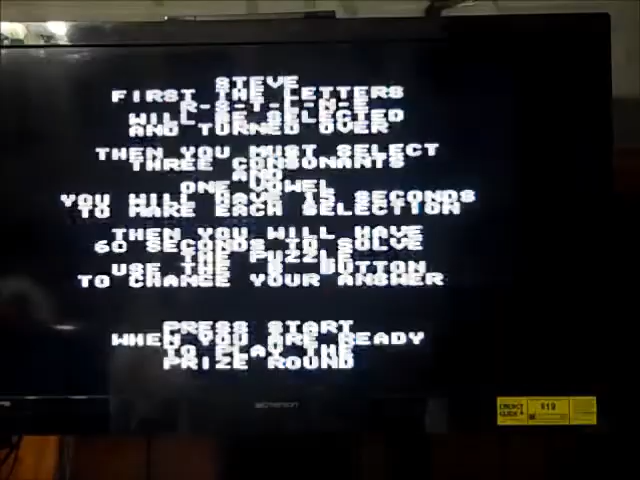 STEVE
FIRST THE LETTERS
R-S-T-L-N-E
WILL BE SELECTED
AND TURNED OVER
THEN YOU MUST SELECT
THREE CONSONANTS
AND
ONE VOWEL
YOU WILL HAVE 15 SECONDS
TO MAKE EACH SELECTION
THEN YOU WILL HAVE
60 SECONDS TO SOLVE
THE PUZZLE
USE THE B BUTTON
TO CHANGE YOUR ANSWER
PRESS START
WHEN YOU ARE READY
TO PLAY THE
PRIZE ROUND